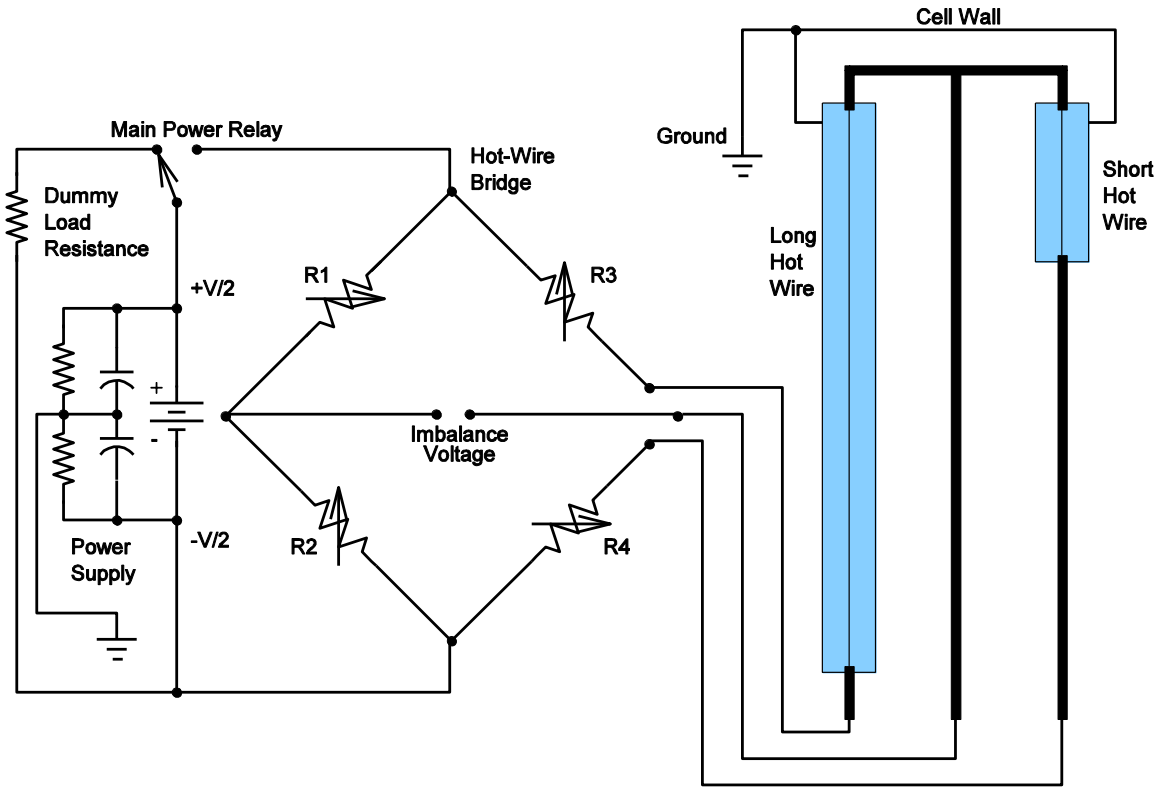 Cell Wall
Main Power Relay
Ground
Hot-Wire
Bridge
Short
Hot
Wire
Dummy
Load
Resistance
Long
Hot
Wire
R1
R3
+V/2
+
-
Imbalance
Voltage
R2
R4
-V/2
Power
Supply